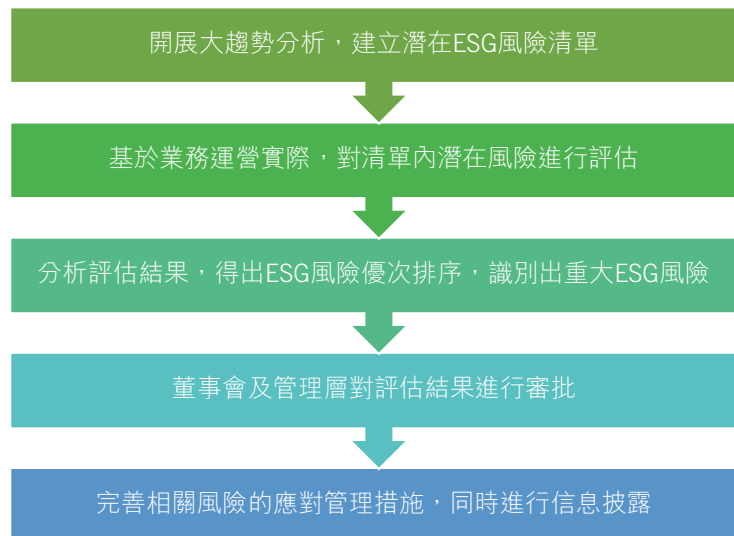 開展大趨勢分析，建立潛在ESG風險清單
基於業務運營實際，對清單內潛在風險進行評估
分析評估結果，得出ESG風險優次排序，識別出重大ESG風險
董事會及管理層對評估結果進行審批
完善相關風險的應對管理措施，同時進行信息披露